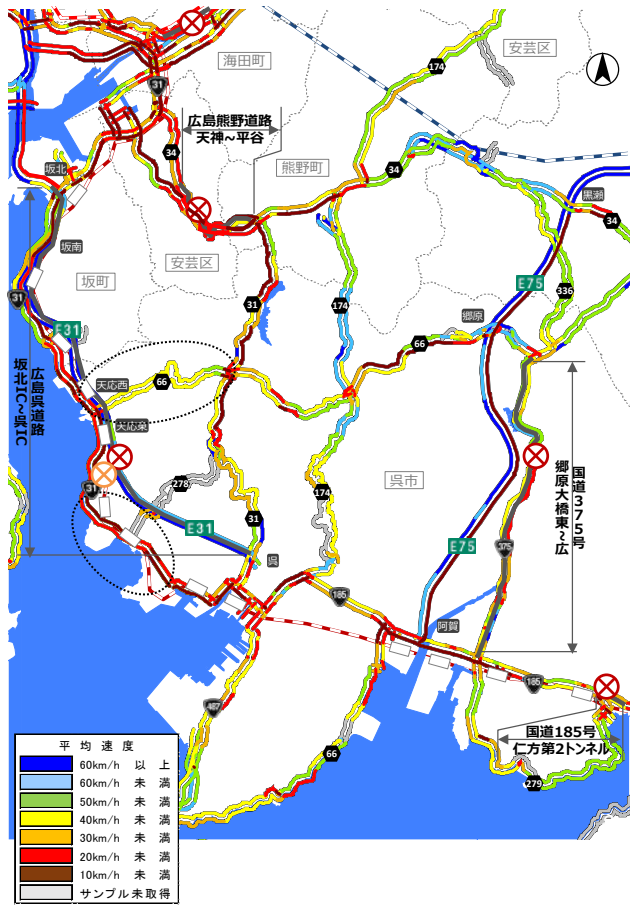 安芸区
海田町
174
31
広島熊野道路
天神~平谷
34
熊野町
34
坂北
黒瀬
34
坂南
安芸区
坂町
31
E75
336
31
174
E31
郷原
66
広島呉道路
坂北IC~呉IC
天応西
66
天応東
国道375号
郷原大橋東~広
呉市
31
278
174
E31
31
E75
375
呉
185
阿賀
185
487
国道185号
仁方第2トンネル
66
279
平均速度
60km/h 以上
60km/h 未満
50km/h 未満
40km/h 未満
30km/h 未満
20km/h 未満
10km/h 未満
サンプル未取得